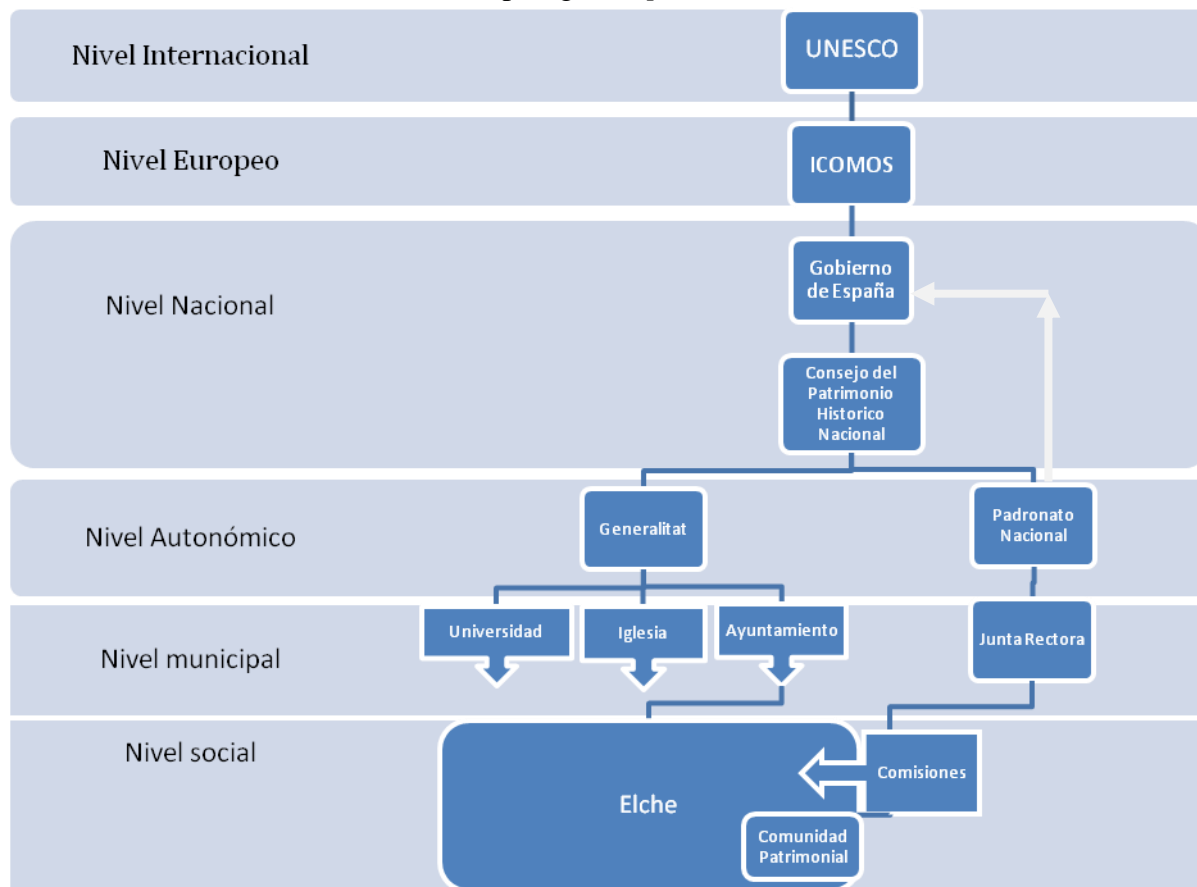 Nivel Internacional
UNESCO
Nivel Europeo
ICOMOS
Nivel Nacional
Gobierno
de España
Consejo del
Patrimonio
Historico
Nacional
Nivel Autonómico
Generalitat
Padronato
Nacional
Nivel municipal
Universidad
Iglesia
Ayuntamiento
Junta Rectora
Nivel social
Elche
Comisiones
Comunidad
Patrimonial